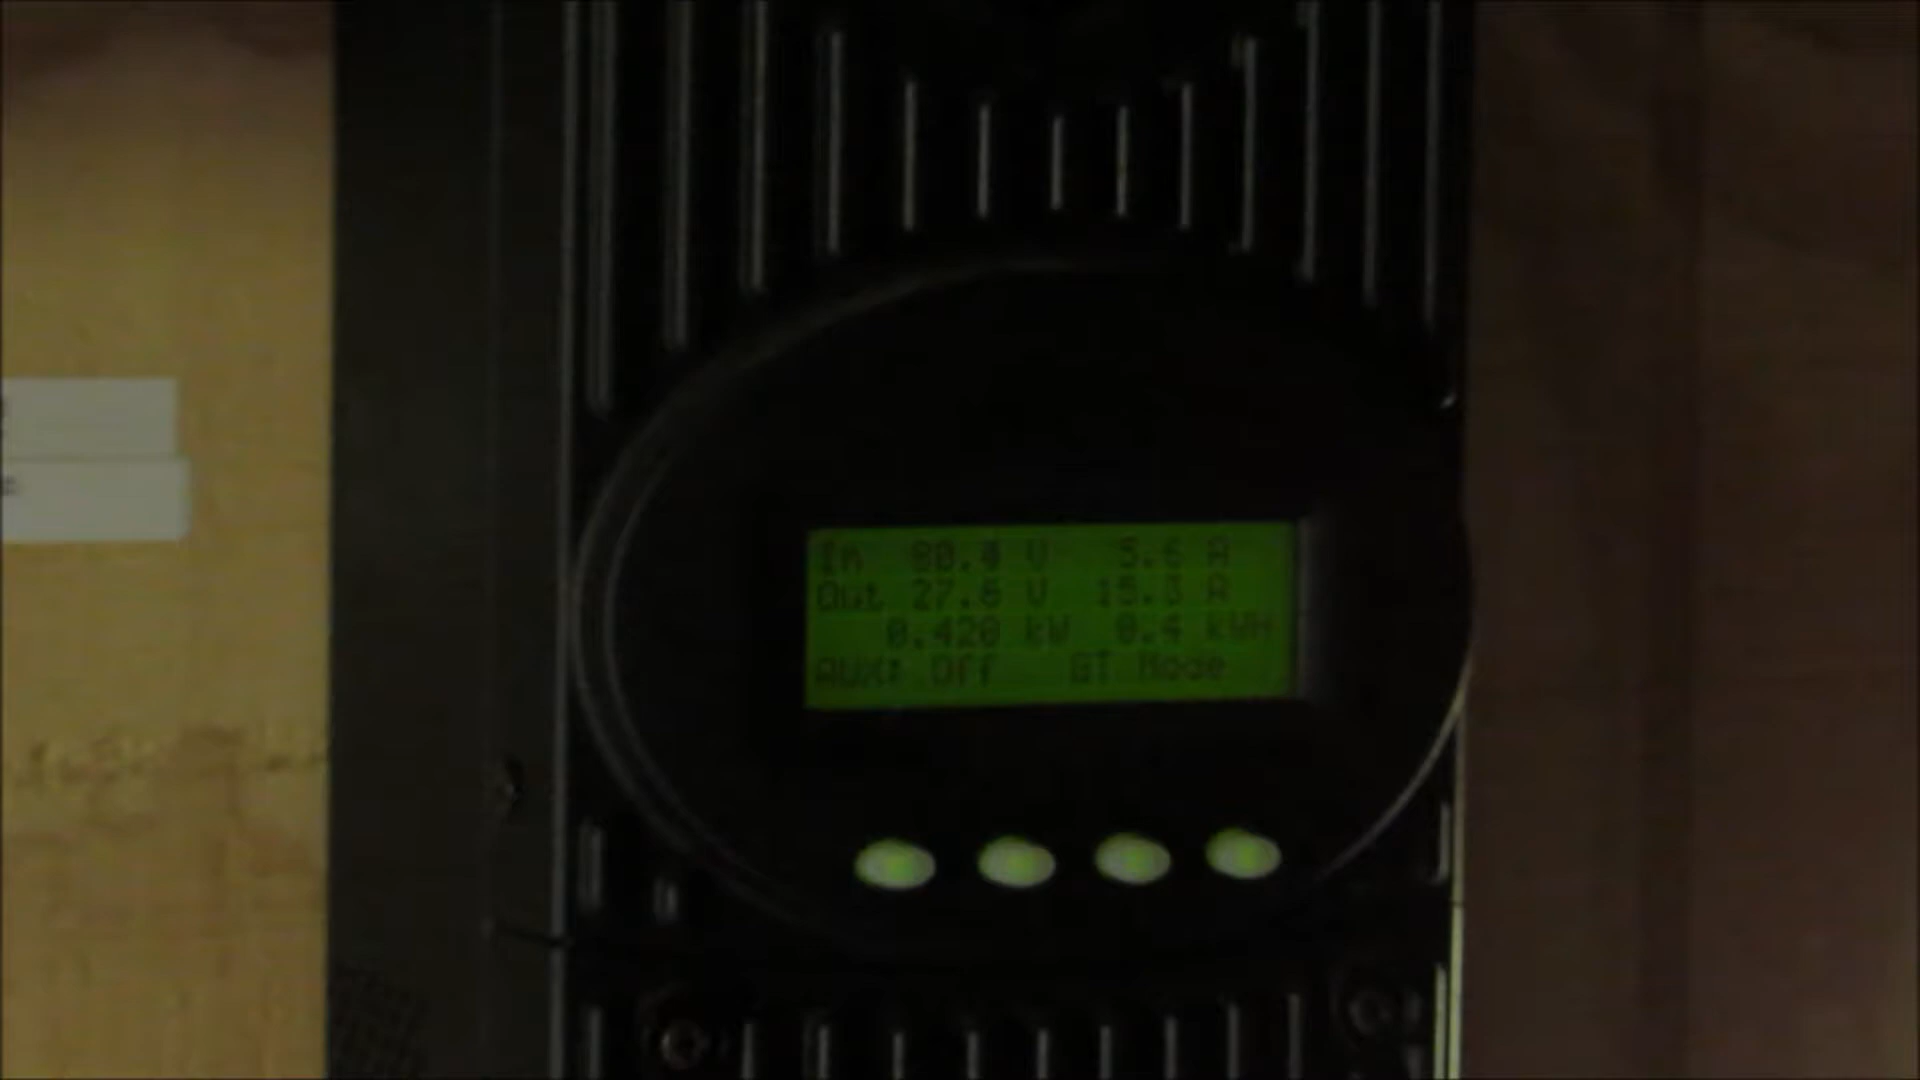 In 80.4 V 5.6 A
Out 27.6 V 15.3 A
0.420 kW 0.4 kWH
AUX: Off GT Mode